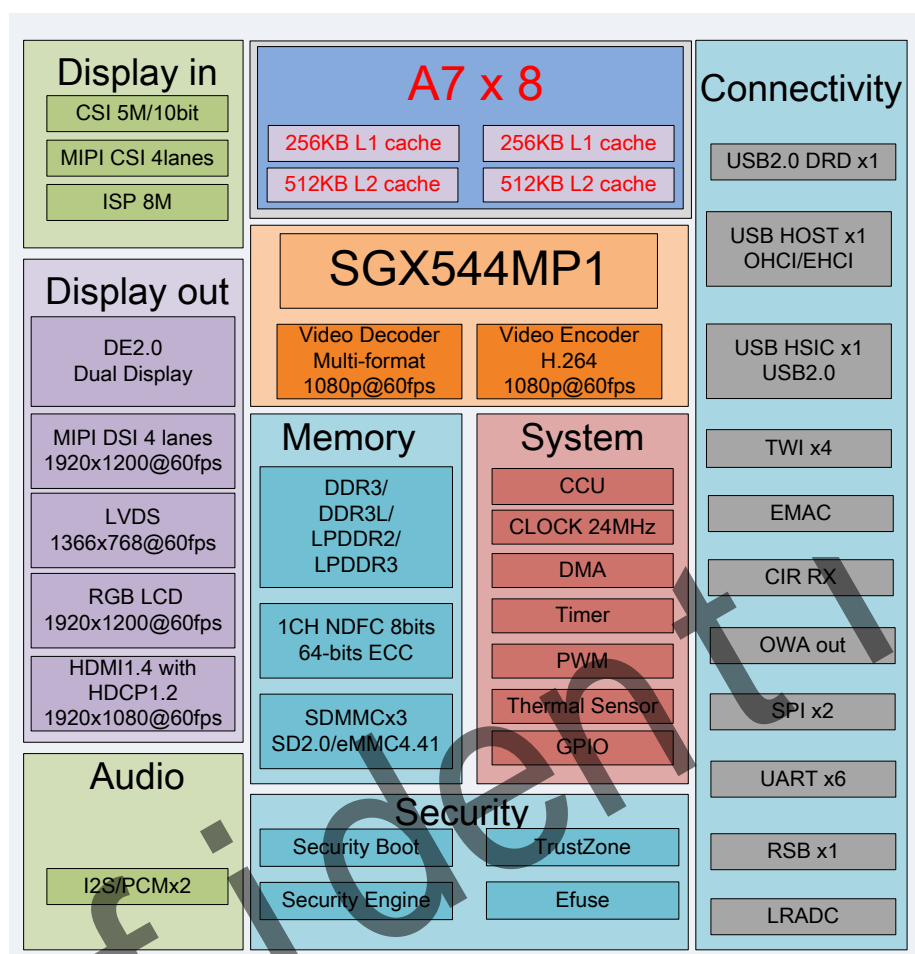 Display in
CSI 5M/10bit
MIPI CSI 4lanes
ISP 8M
Display out
DE2.0
Dual Display
MIPI DSI 4 lanes
1920x1200@60fps
LVDS
1366x768@60fps
RGB LCD
1920x1200@60fps
HDMI1.4 with
HDCP1.2
1920x1080@60fps
Audio
I2S/PCMx2
A7 x 8
256KB L1 cache
256KB L1 cache
512KB L2 cache
512KB L2 cache
SGX544MP1
Video Decoder
Multi-format
1080p@60fps
Video Encoder
H.264
1080p@60fps
Memory
DDR3/
DDR3L/
LPDDR2/
LPDDR3
1CH NDFC 8bits
64-bits ECC
SDMMCx3
SD2.0/eMMC4.41
System
CCU
CLOCK 24MHz
DMA
Timer
PWM
Thermal Sensor
GPIO
Security
Security Boot
TrustZone
Security Engine
Efuse
Connectivity
USB2.0 DRD x1
USB HOST x1
OHCI/EHCI
USB HSIC x1
USB2.0
TWI x4
EMAC
CIR RX
OWA out
SPI x2
UART x6
RSB x1
LRADC
fidenti